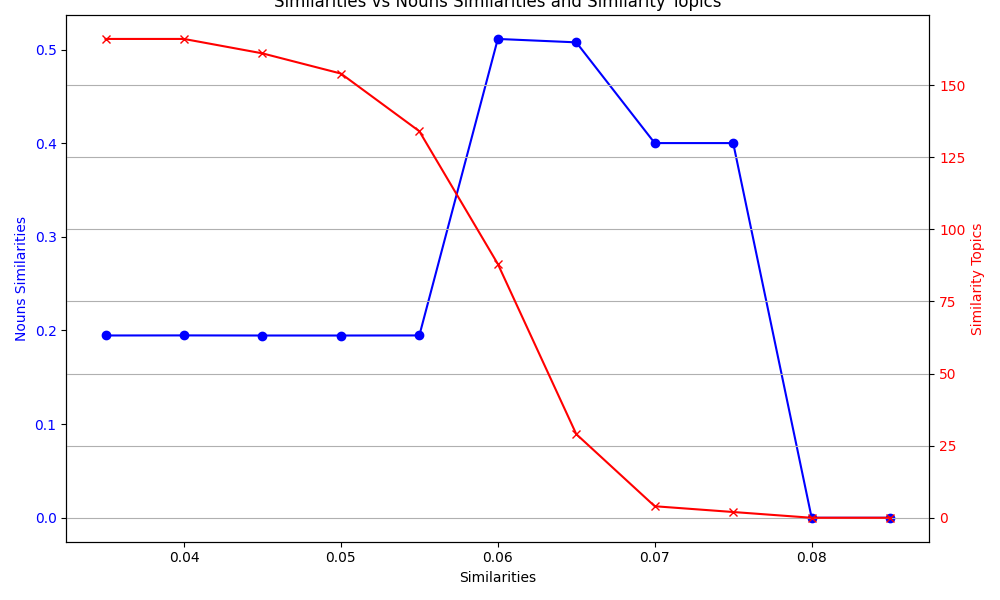 Similarities vs Nouns Similarities and Similarity Topics
0.5
0.4
0.3
0.2
0.1
0.0
Nouns Similarities
150
125
100
75
50
25
0
Similarity Topics
0.04 0.05 0.06 0.07 0.08
Similarities